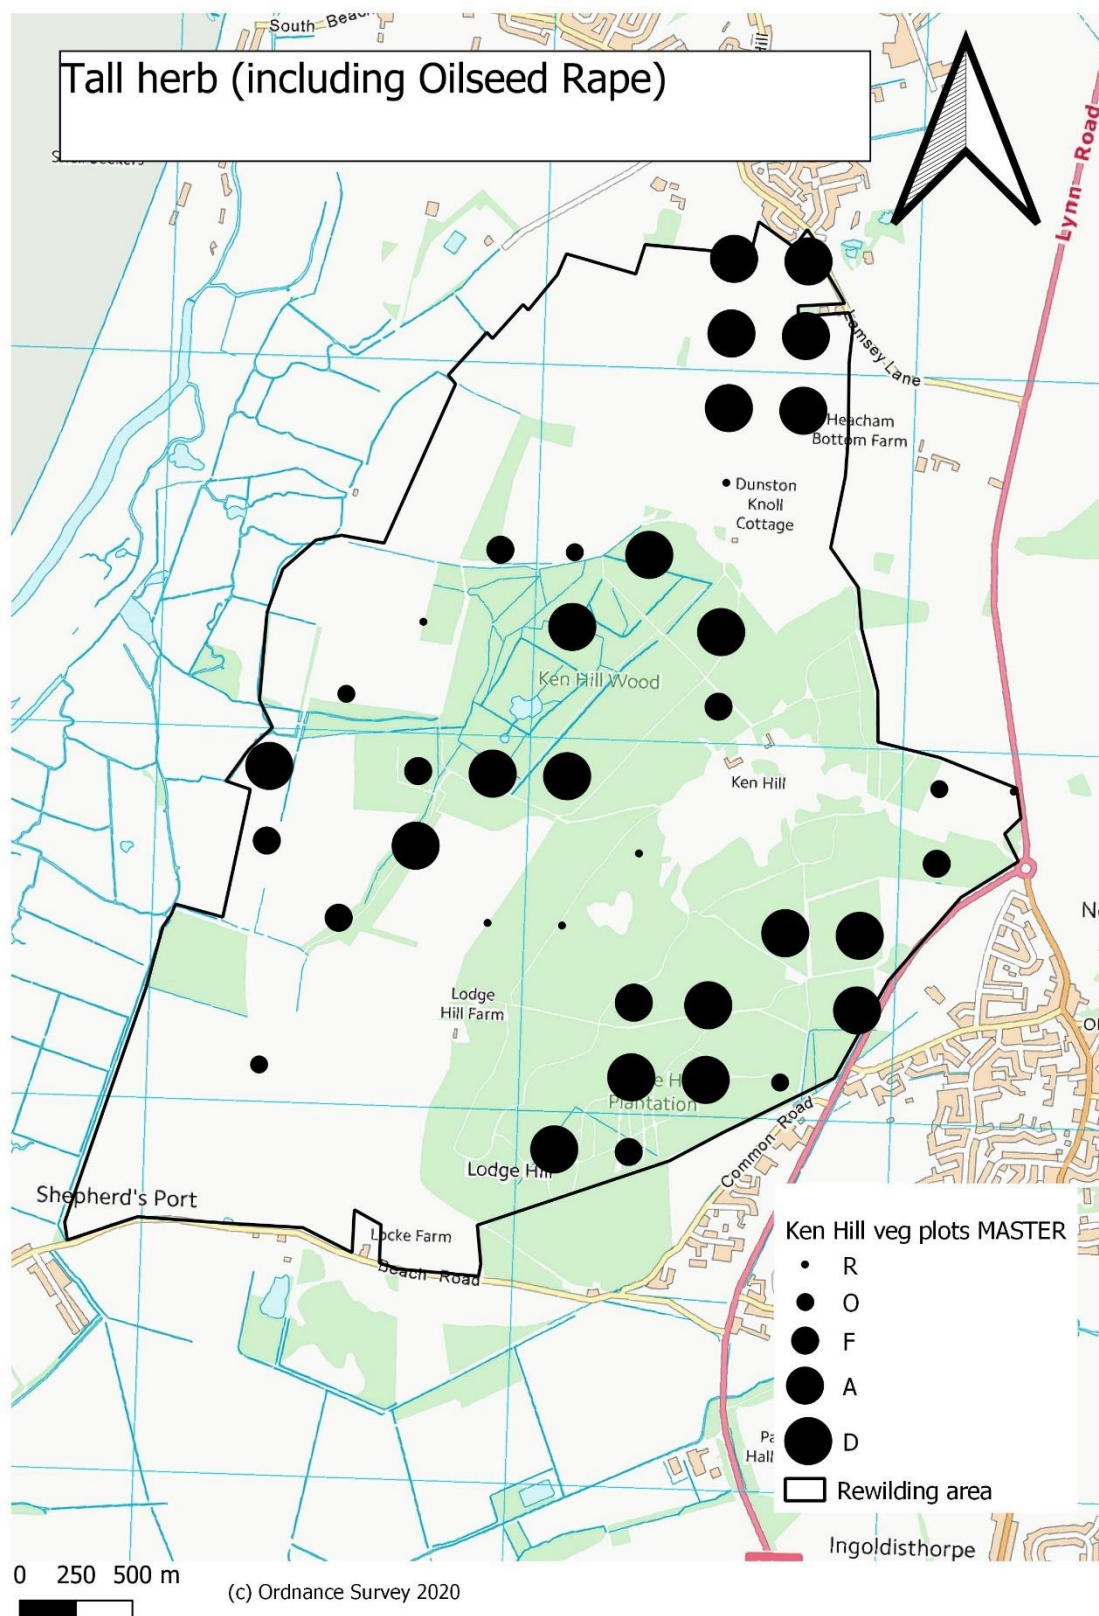 South Beach
Tall herb (including Oilseed Rape)
Lynn Road
Lamsey Lane
Heacham
Bottom Farm
Dunston
Knoll
Cottage
Ken Hill Wood
Ken Hill
Lodge
Hill Farm
Plantation
Common Road
Lodge Hill
Shepherd's Port
Locke Farm
Beach Road
Ken Hill veg plots MASTER
R
O
F
A
D
Rewilding area
Ingoldisthorpe
0 250 500 m
(c) Ordnance Survey 2020